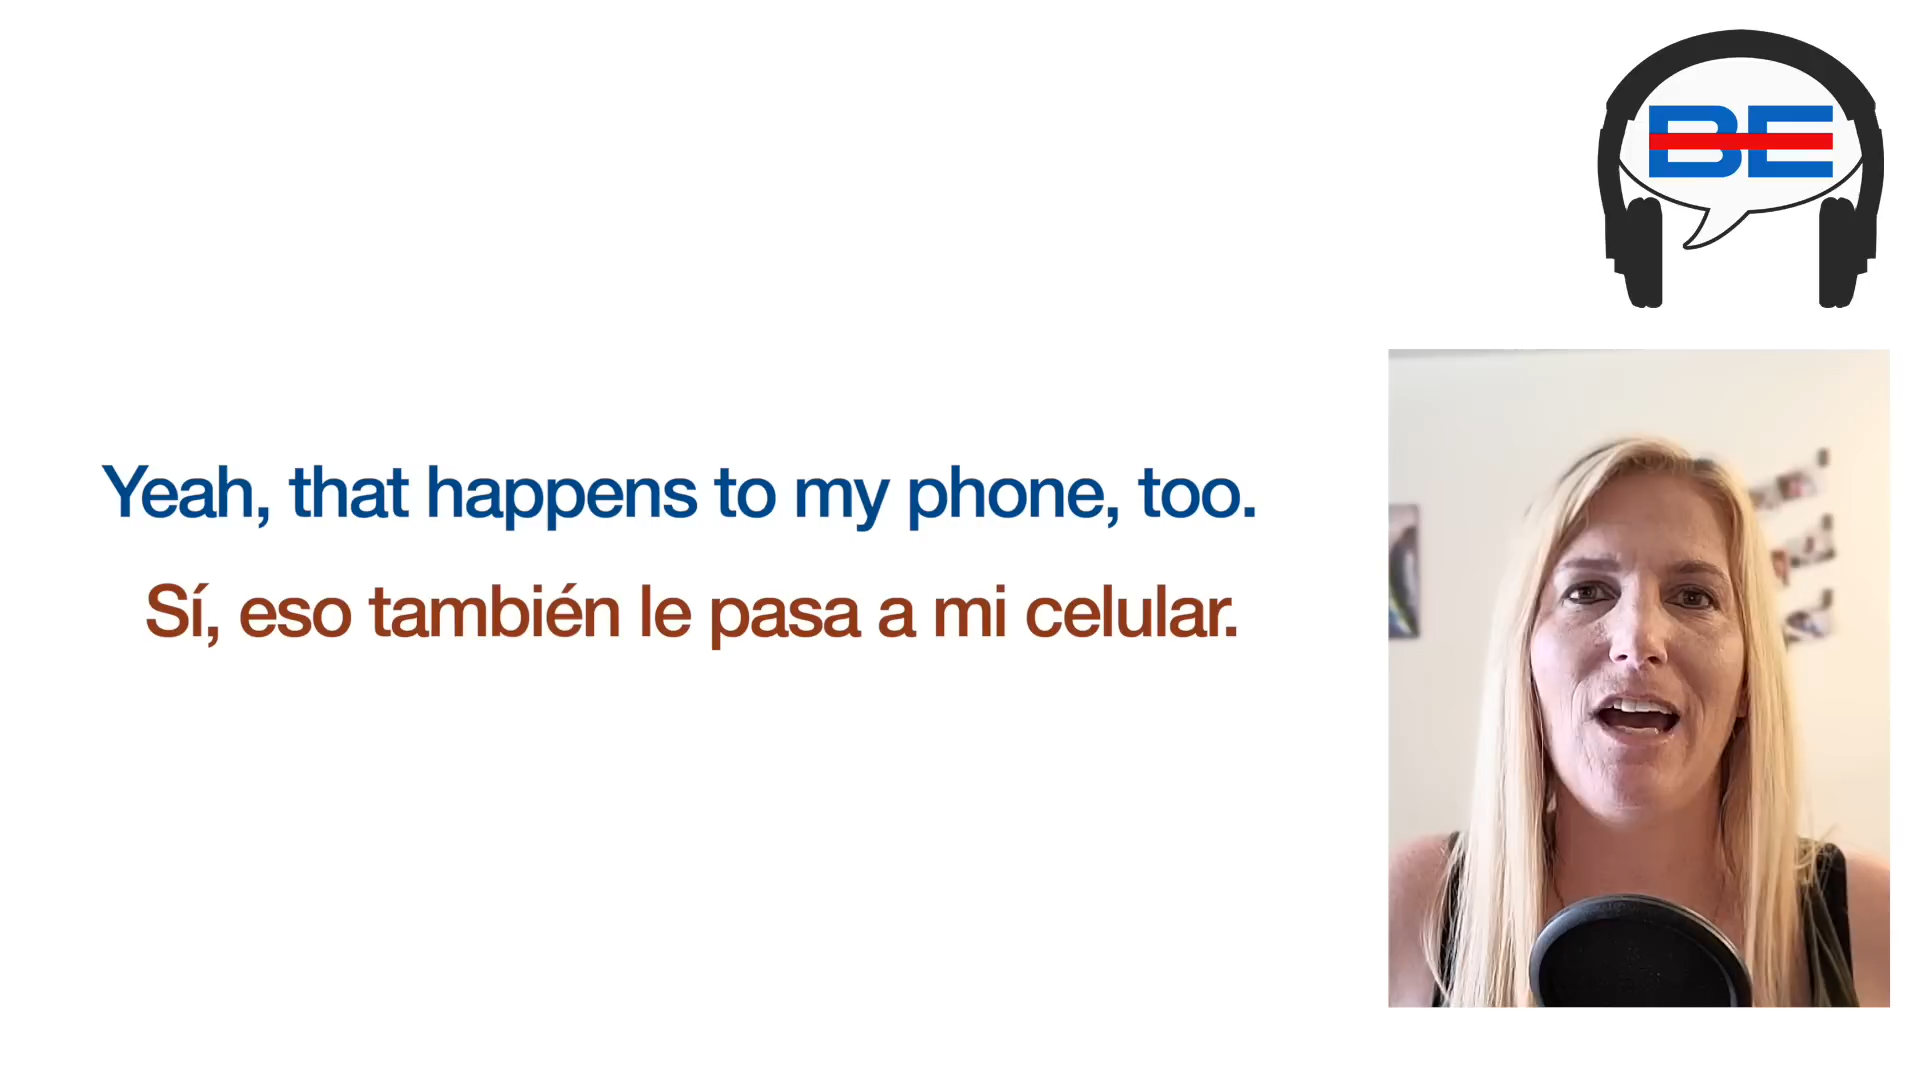 BE
Yeah, that happens to my phone, too.
Sí, eso también le pasa a mi celular.